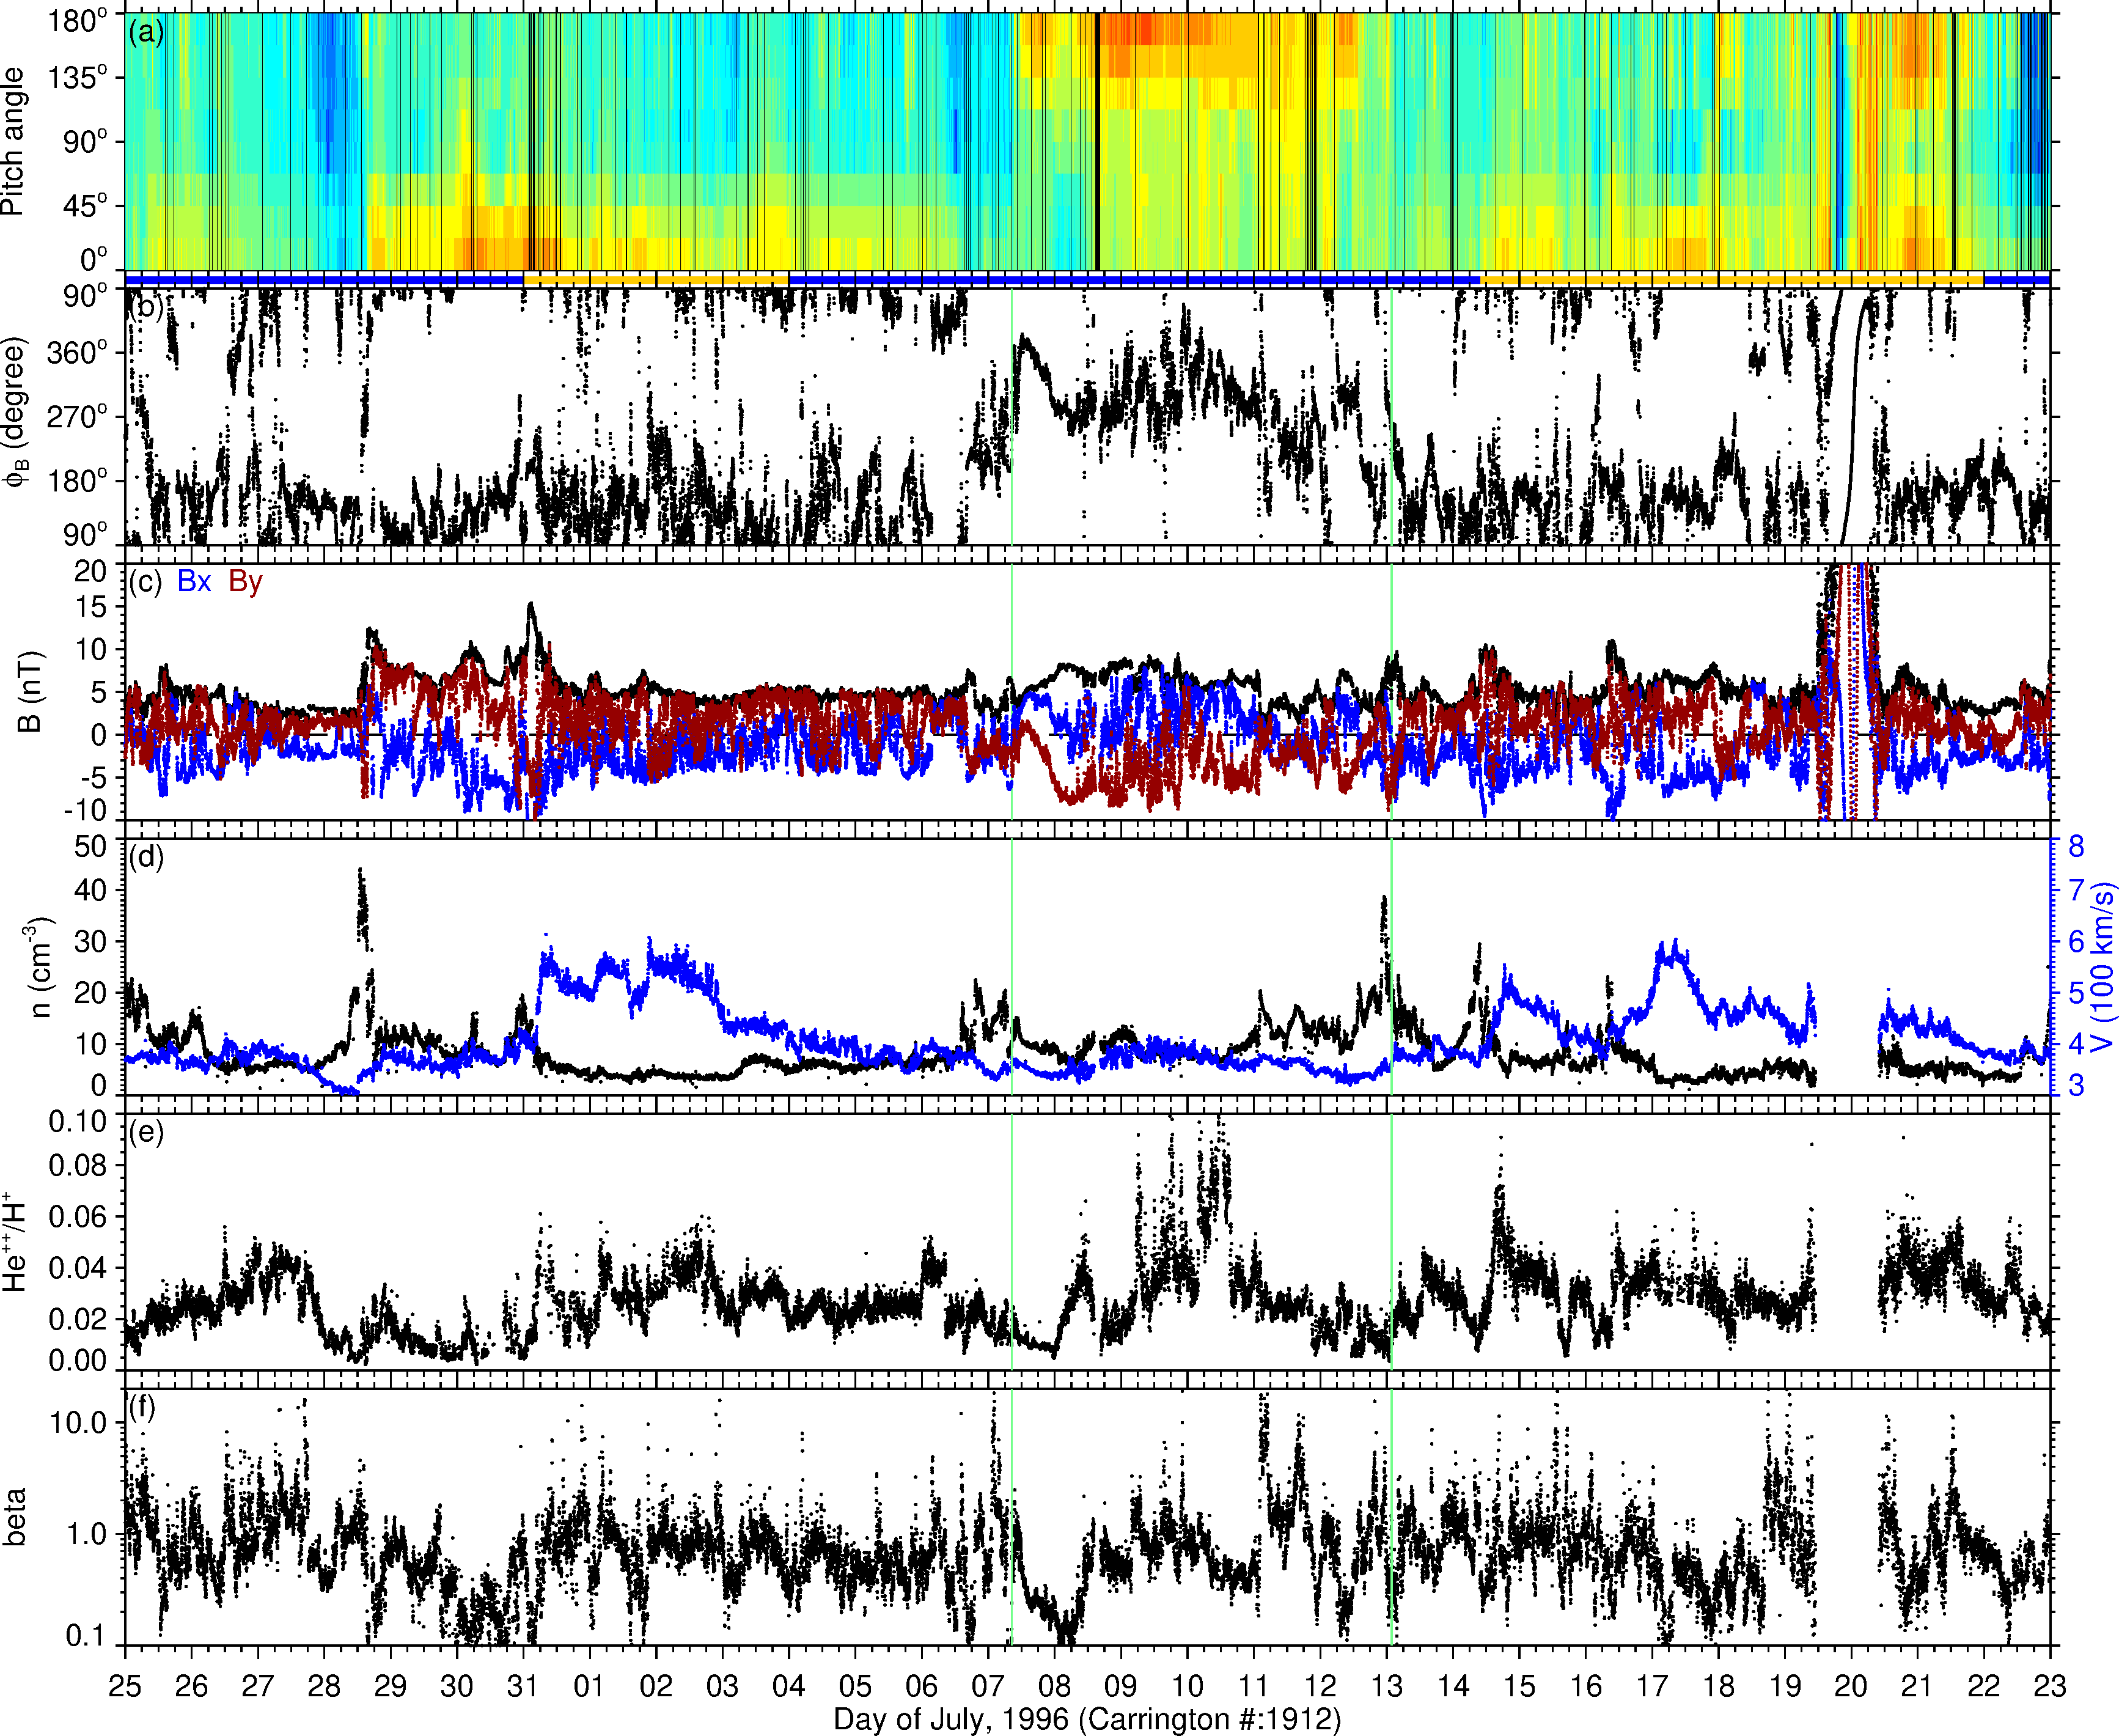 (a)
Pitch angle
180°
135°
90°
45°
0°
(b)
ϕB (degree)
90°
360°
270°
180°
90°
(c) Bx By
B (nT)
20
15
10
5
0
-5
-10
(d)
n (cm-3)
50
40
30
20
10
0
8
7
6
5
4
3
V (100 km/s)
(e)
He++/H+
0.10
0.08
0.06
0.04
0.02
0.00
(f)
beta
10.0
1.0
0.1
25 26 27 28 29 30 31 01 02 03 04 05 06 07 08 09 10 11 12 13 14 15 16 17 18 19 20 21 22 23
Day of July, 1996 (Carrington #:1912)